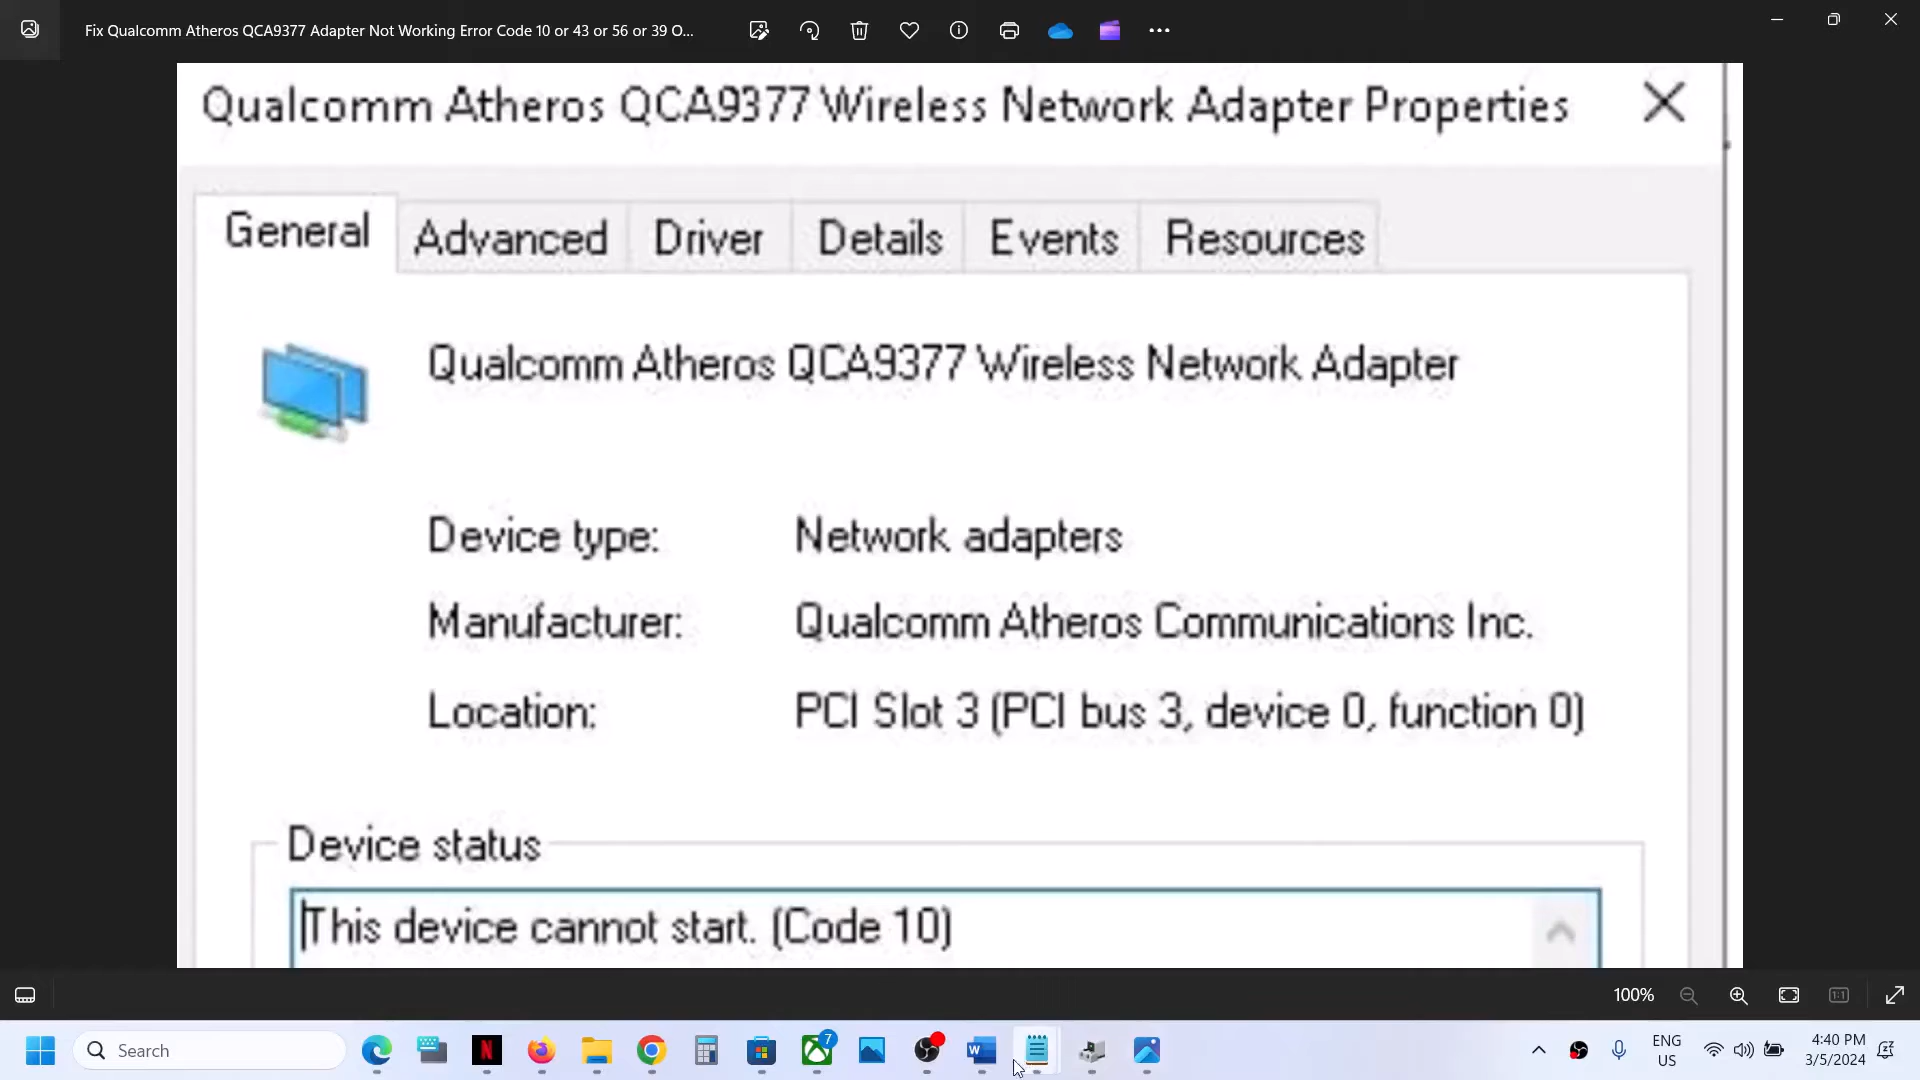 Fix Qualcomm Atheros QCA9377 Adapter Not Working Error Code 10 or 43 or 56 or 39 O...
Qualcomm Atheros QCA9377 Wireless Network Adapter Properties
General Advanced Driver Details Events Resources
Qualcomm Atheros QCA9377 Wireless Network Adapter
Device type: Network adapters
Manufacturer: Qualcomm Atheros Communications Inc.
Location: PCI Slot 3 (PCI bus 3, device 0, function 0)
Device status
This device cannot start. (Code 10)
100% 1:1
Search
N
7
W
ENG
US
4:40 PM
3/5/2024